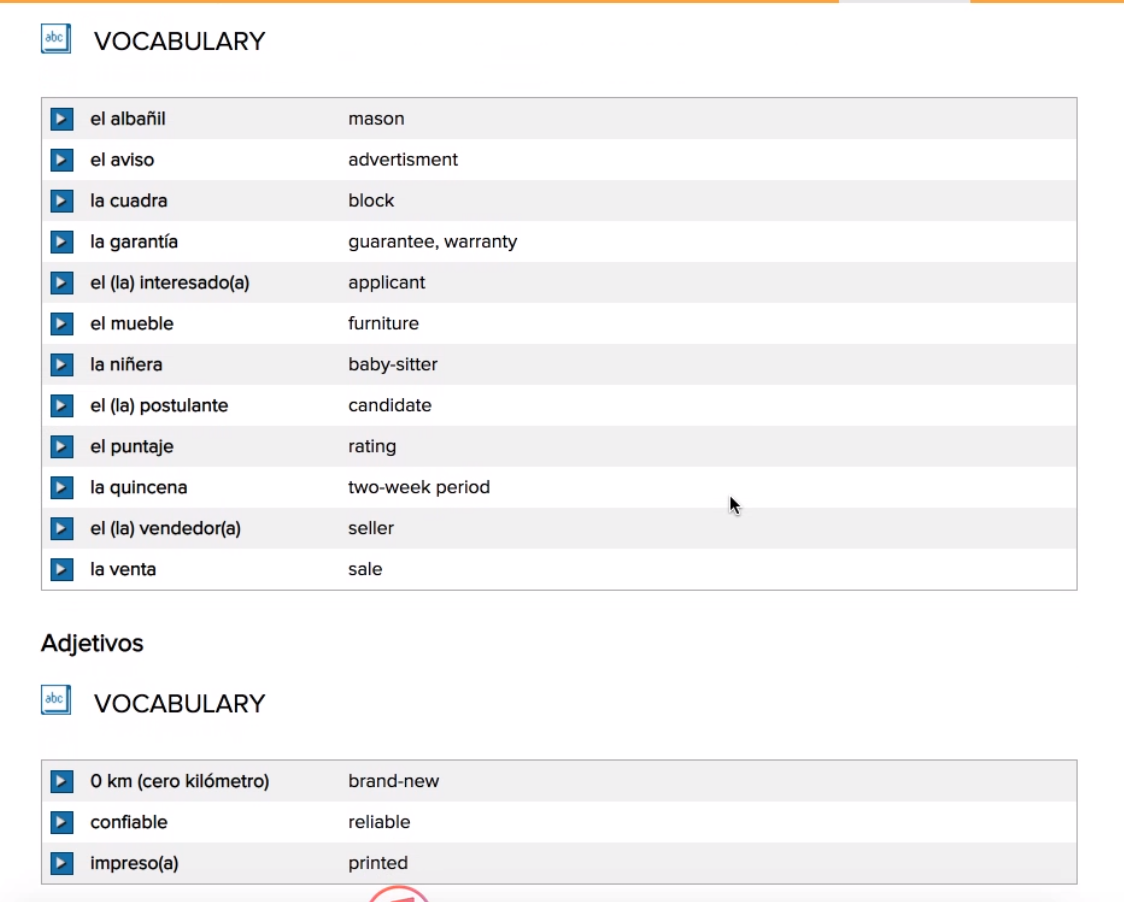 abc VOCABULARY
el albañil mason
el aviso advertisment
la cuadra block
la garantía guarantee, warranty
el (la) interesado(a) applicant
el mueble furniture
la niñera baby-sitter
el (la) postulante candidate
el puntaje rating
la quincena two-week period
el (la) vendedor(a) seller
la venta sale
Adjetivos
abc VOCABULARY
0 km (cero kilómetro) brand-new
confiable reliable
impreso(a) printed